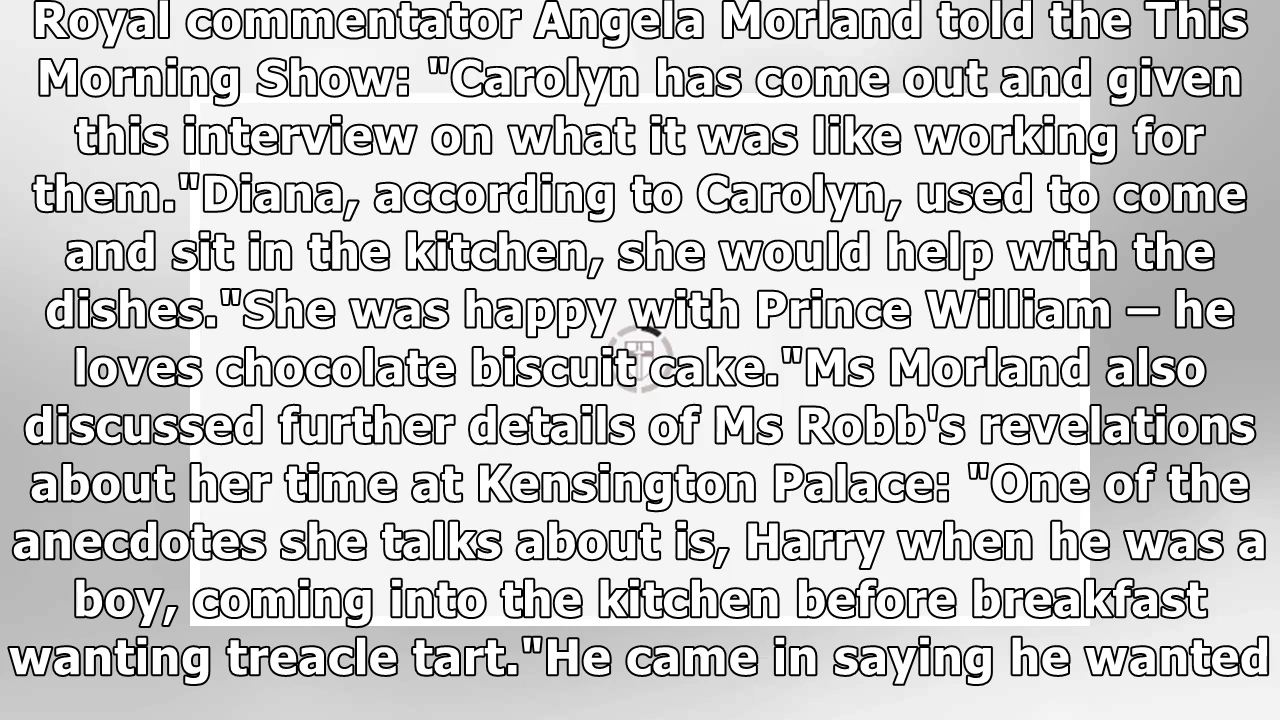 Royal commentator Angela Morland told the This
Morning Show: "Carolyn has come out and given
this interview on what it was like working for
them."Diana, according to Carolyn, used to come
and sit in the kitchen, she would help with the
dishes."She was happy with Prince William – he
loves chocolate biscuit cake."Ms Morland also
discussed further details of Ms Robb's revelations
about her time at Kensington Palace: "One of the
anecdotes she talks about is, Harry when he was a
boy, coming into the kitchen before breakfast
wanting treacle tart."He came in saying he wanted